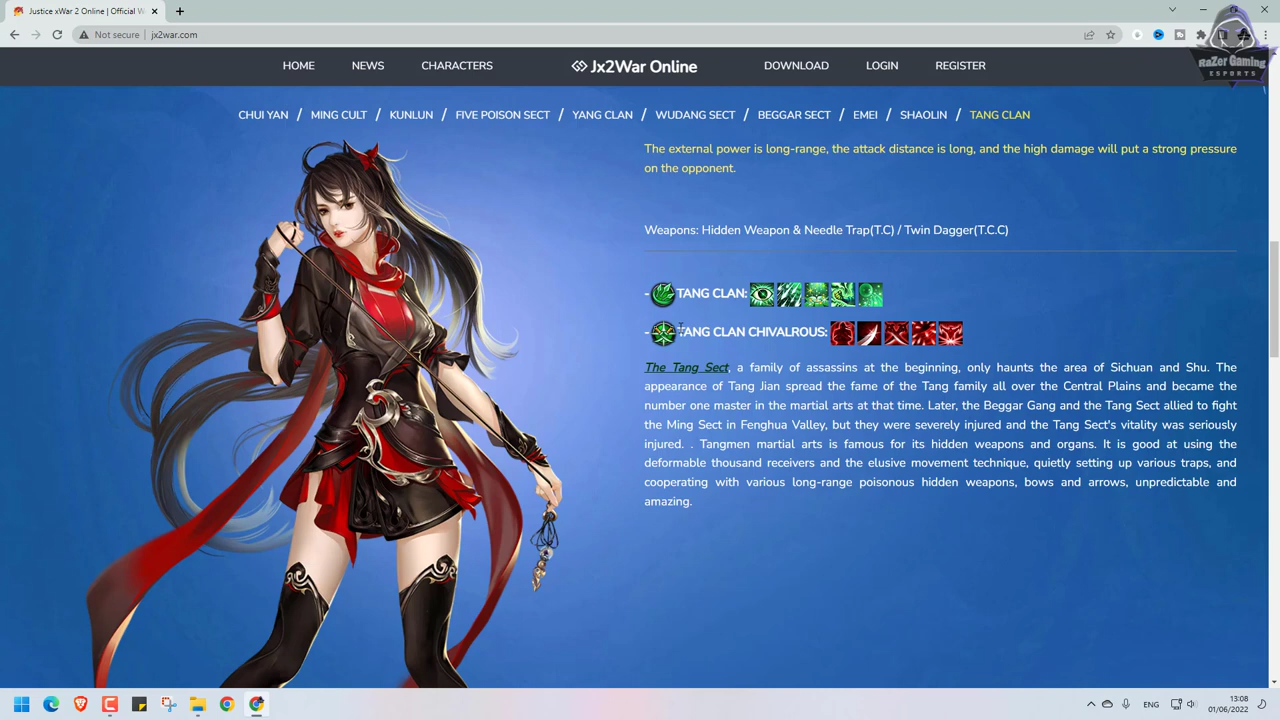 Justice xWar 2 Online | Official W
Not secure | jx2war.com
RaZer Gaming
ESPORTS
HOME NEWS CHARACTERS Jx2War Online DOWNLOAD LOGIN REGISTER
CHUI YAN / MING CULT / KUNLUN / FIVE POISON SECT / YANG CLAN / WUDANG SECT / BEGGAR SECT / EMEI / SHAOLIN / TANG CLAN
The external power is long-range, the attack distance is long, and the high damage will put a strong pressure
on the opponent.
Weapons: Hidden Weapon & Needle Trap(T.C) / Twin Dagger(T.C.C)
- TANG CLAN:
- TANG CLAN CHIVALROUS:
The Tang Sect, a family of assassins at the beginning, only haunts the area of Sichuan and Shu. The
appearance of Tang Jian spread the fame of the Tang family all over the Central Plains and became the
number one master in the martial arts at that time. Later, the Beggar Gang and the Tang Sect allied to fight
the Ming Sect in Fenghua Valley, but they were severely injured and the Tang Sect's vitality was seriously
injured. . Tangmen martial arts is famous for its hidden weapons and organs. It is good at using the
deformable thousand receivers and the elusive movement technique, quietly setting up various traps, and
cooperating with various long-range poisonous hidden weapons, bows and arrows, unpredictable and
amazing.
ENG
13:08
01/06/2022